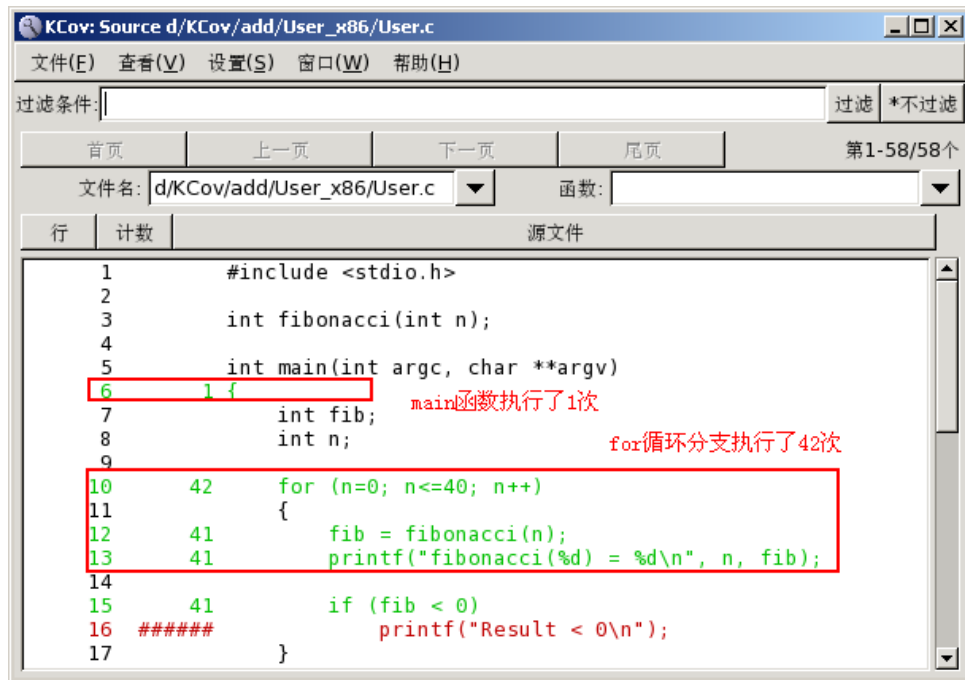 KCov: Source d/KCov/add/User_x86/User.c
文件(F) 查看(V) 设置(S) 窗口(W) 帮助(H)
过滤条件: 过滤 *不过滤
首页 上一页 下一页 尾页 第1-58/58个
文件名: d/KCov/add/User_x86/User.c 函数:
行 计数 源文件
1 #include <stdio.h>
2
3 int fibonacci(int n);
4
5 int main(int argc, char **argv)
6 1 {
main函数执行了1次
7 int fib;
8 int n;
for循环分支执行了42次
9
10 42 for (n=0; n<=40; n++)
11 {
12 41 fib = fibonacci(n);
13 41 printf("fibonacci(%d) = %d\n", n, fib);
14
15 41 if (fib < 0)
16 ###### printf("Result < 0\n");
17 }